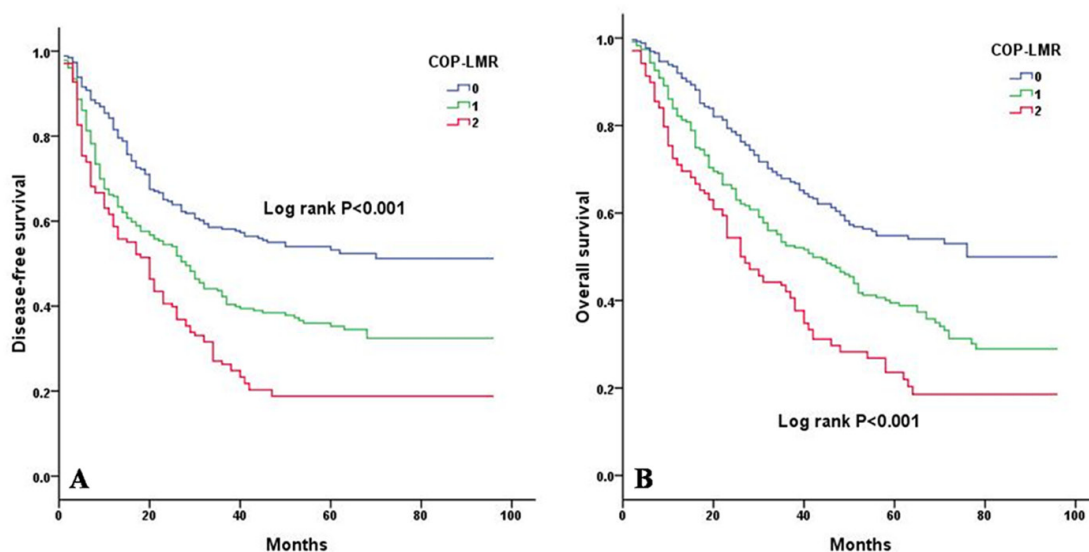 COP-LMR
0
1
2
Log rank P<0.001
Disease-free survival
1.0
0.8
0.6
0.4
0.2
0.0
0 20 40 60 80 100
Months
A
COP-LMR
0
1
2
Log rank P<0.001
Overall survival
1.0
0.8
0.6
0.4
0.2
0.0
0 20 40 60 80 100
Months
B